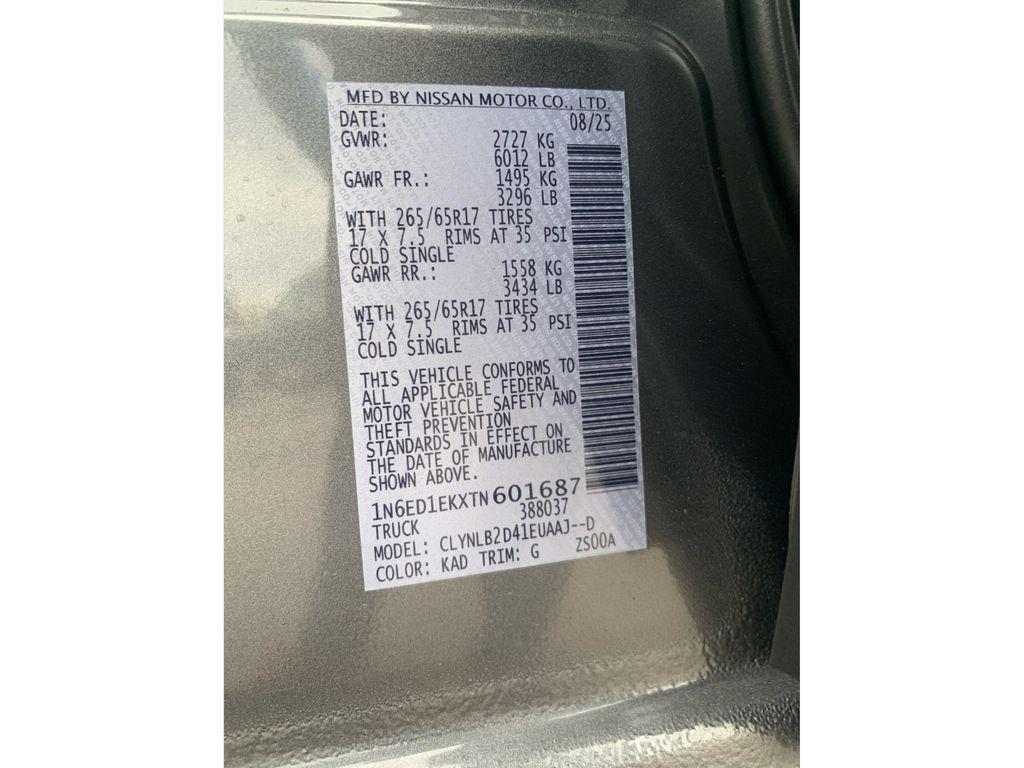 MFD BY NISSAN MOTOR CO., LTD.
DATE: 08/25
GVWR: 2727 KG
6012 LB
GAWR FR.: 1495 KG
3296 LB
WITH 265/65R17 TIRES
17 X 7.5 RIMS AT 35 PSI
COLD SINGLE
GAWR RR.: 1558 KG
3434 LB
WITH 265/65R17 TIRES
17 X 7.5 RIMS AT 35 PSI
COLD SINGLE
THIS VEHICLE CONFORMS TO
ALL APPLICABLE FEDERAL
MOTOR VEHICLE SAFETY AND
THEFT PREVENTION
STANDARDS IN EFFECT ON
THE DATE OF MANUFACTURE
SHOWN ABOVE.
1N6ED1EKXTN601687
TRUCK 388037
MODEL: CLYNLB2D41EUAAJ--D
COLOR: KAD TRIM: G ZS00A